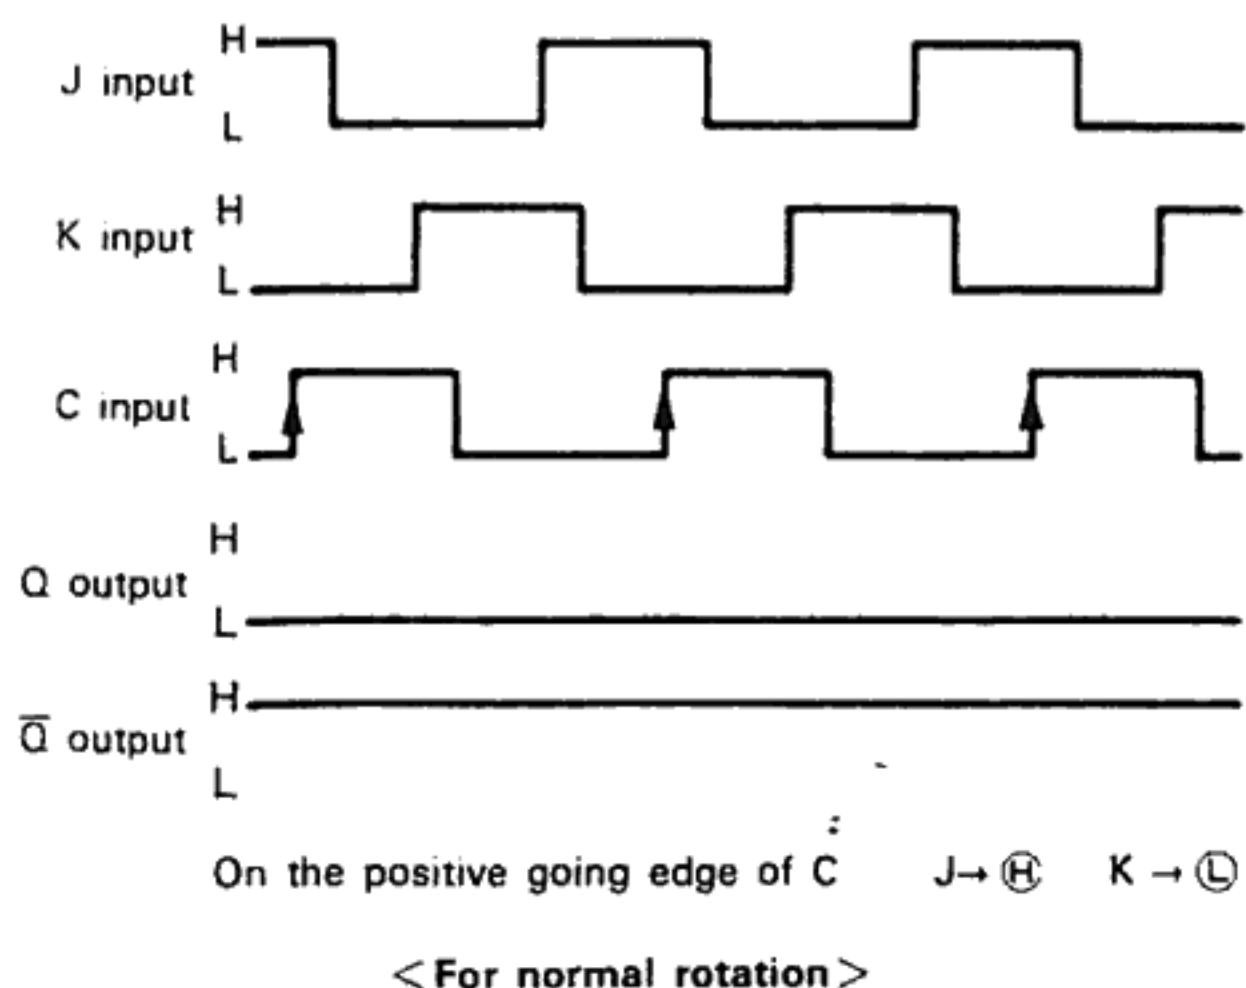 H
J input
L
H
K input
L
H
C input
L
H
Q output
L
H
Q̅ output
L
On the positive going edge of C J→ Ⓗ K → Ⓛ
<For normal rotation>